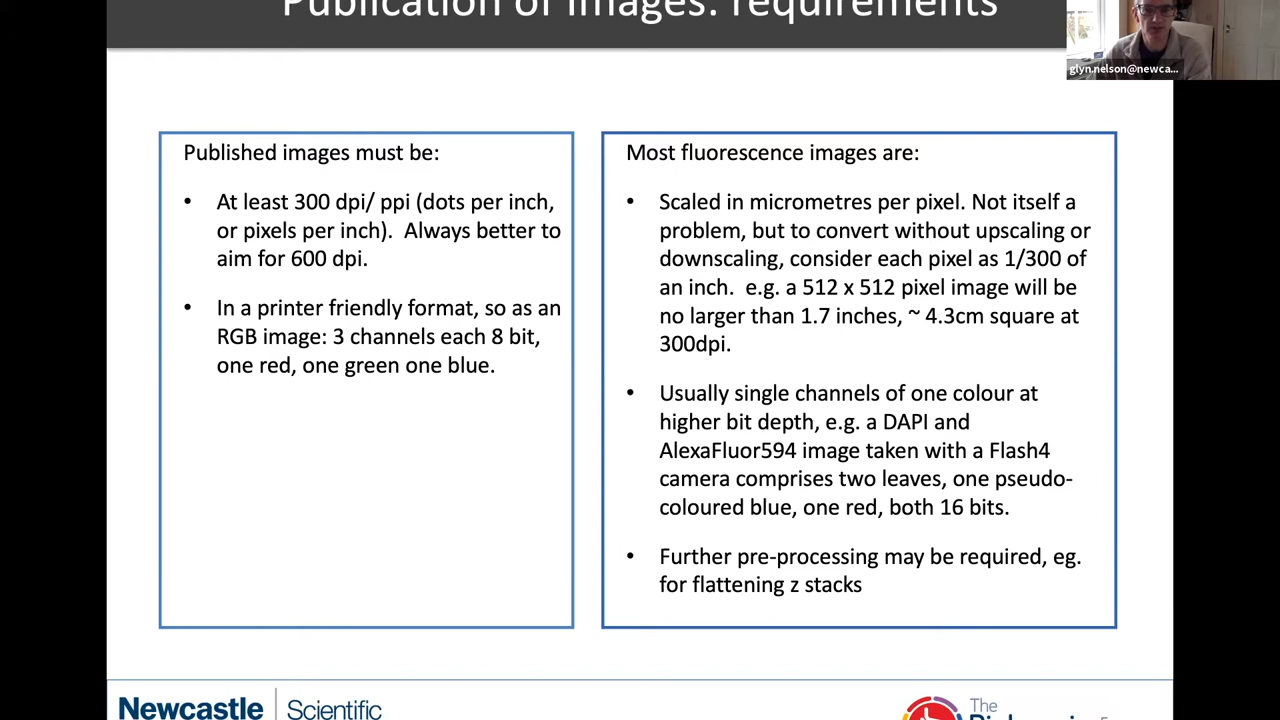 Publication of images: requirements
glyn.nelson@newca...
Published images must be:
• At least 300 dpi/ ppi (dots per inch,
or pixels per inch). Always better to
aim for 600 dpi.
• In a printer friendly format, so as an
RGB image: 3 channels each 8 bit,
one red, one green one blue.
Most fluorescence images are:
• Scaled in micrometres per pixel. Not itself a
problem, but to convert without upscaling or
downscaling, consider each pixel as 1/300 of
an inch. e.g. a 512 x 512 pixel image will be
no larger than 1.7 inches, ~ 4.3cm square at
300dpi.
• Usually single channels of one colour at
higher bit depth, e.g. a DAPI and
AlexaFluor594 image taken with a Flash4
camera comprises two leaves, one pseudo-
coloured blue, one red, both 16 bits.
• Further pre-processing may be required, eg.
for flattening z stacks
Newcastle
Scientific
The